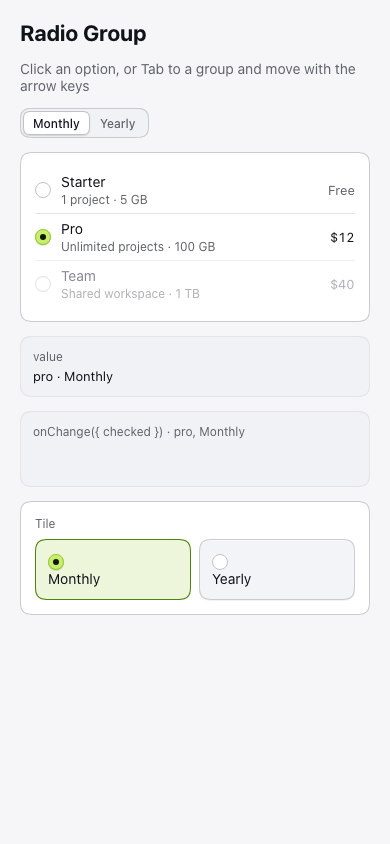 Radio Group
Click an option, or Tab to a group and move with the
arrow keys
Monthly Yearly
Starter
1 project · 5 GB
Free
Pro
Unlimited projects · 100 GB
$12
Team
Shared workspace · 1 TB
$40
value
pro · Monthly
onChange({ checked }) · pro, Monthly
Tile
Monthly
Yearly